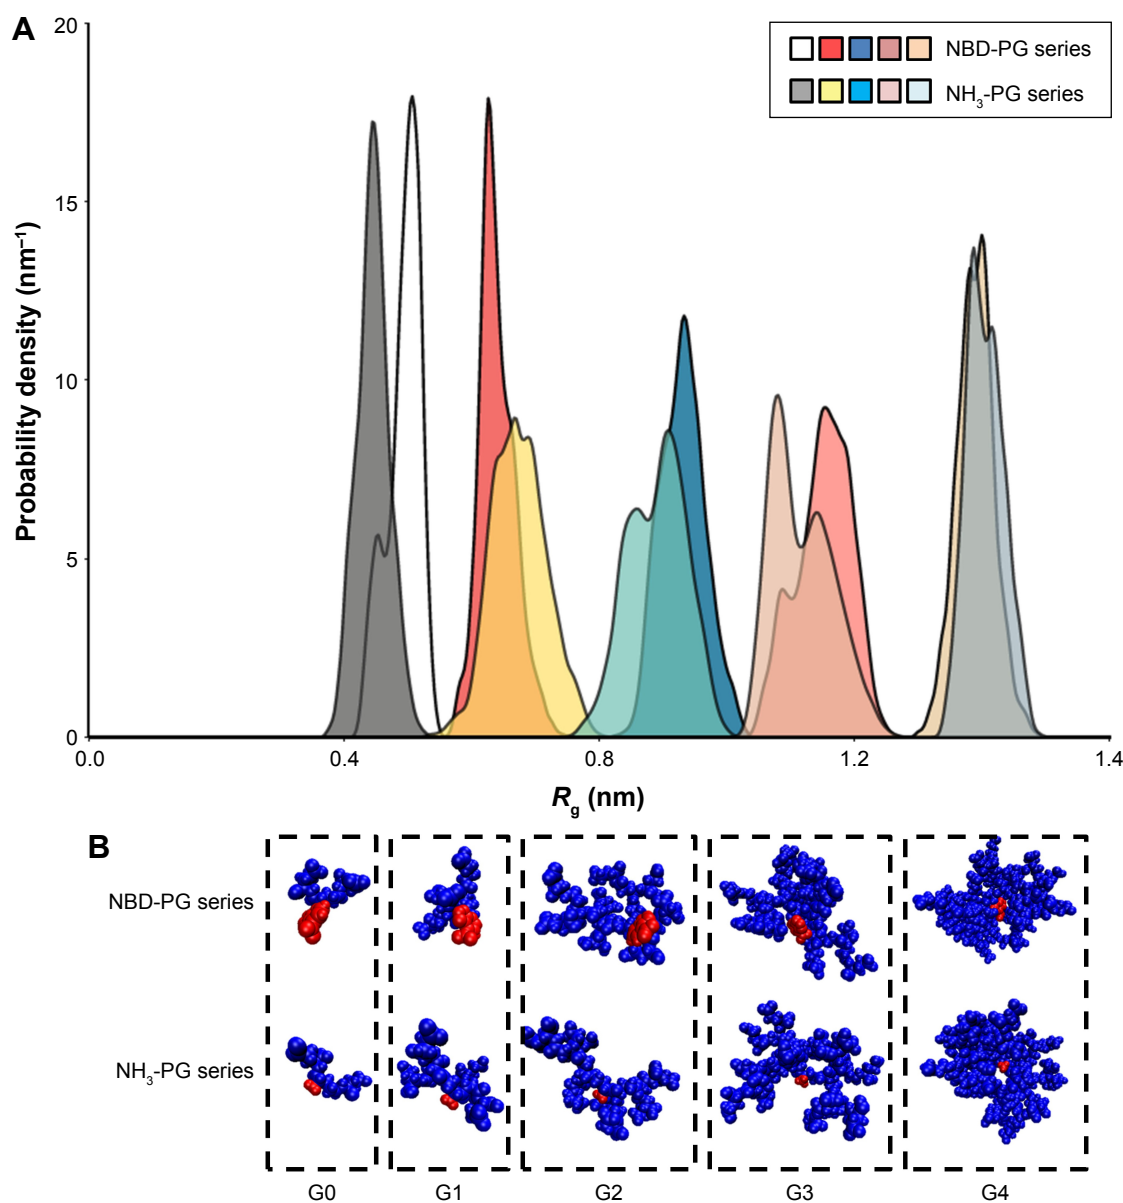 A
20
15
10
5
0
Probability density (nm⁻¹)
NBD-PG series
NH₃-PG series
0.0 0.4 0.8 1.2 1.4
Rg (nm)
B
NBD-PG series
NH₃-PG series
G0 G1 G2 G3 G4